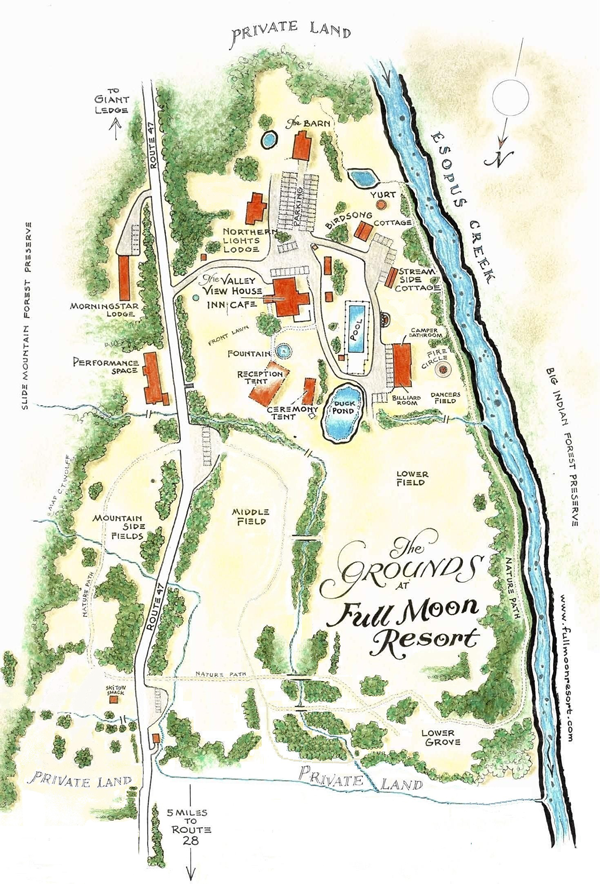 PRIVATE LAND
TO
GIANT
LEDGE
ROUTE 47
The BARN
ESOPUS CREEK
N
PARKING
YURT
BIRDSONG
COTTAGE
NORTHERN
LIGHTS
LODGE
STREAM
SIDE
COTTAGE
The VALLEY
VIEW HOUSE
INN · CAFE
MORNINGSTAR
LODGE
SLIDE MOUNTAIN FOREST PRESERVE
FRONT LAWN
POOL
CAMPER
BATHROOM
FIRE
CIRCLE
PERFORMANCE
SPACE
FOUNTAIN
RECEPTION
TENT
CEREMONY
TENT
DUCK
POND
BILLIARD
ROOM
DANCERS
FIELD
BIG INDIAN FOREST PRESERVE
LOWER
FIELD
MIDDLE
FIELD
MOUNTAIN
SIDE
FIELDS
NATURE PATH
ROUTE 47
The
GROUNDS
AT
Full Moon
Resort
NATURE PATH
www.fullmoonresort.com
NATURE PATH
SHACK
LOWER
GROVE
PRIVATE LAND
PRIVATE LAND
5 MILES
TO
ROUTE
28